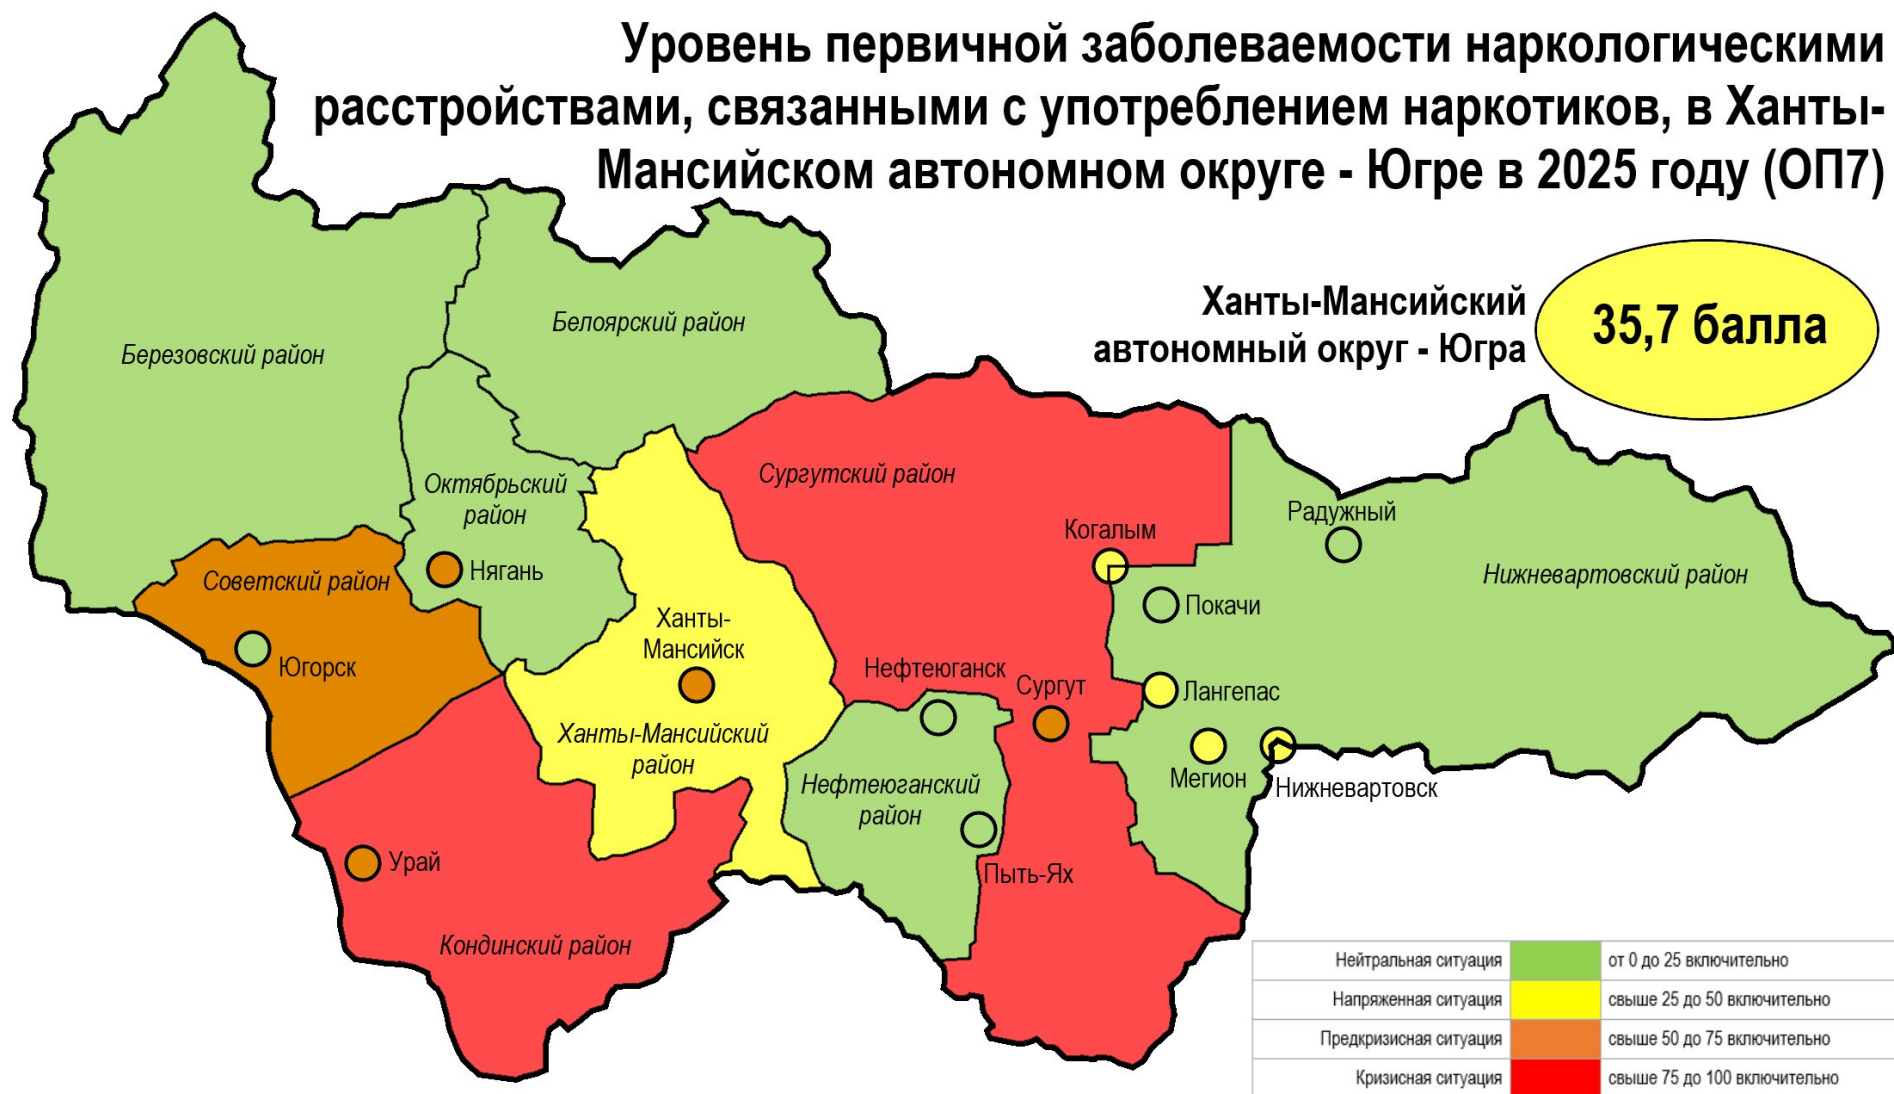 Уровень первичной заболеваемости наркологическими
расстройствами, связанными с употреблением наркотиков, в Ханты-
Мансийском автономном округе - Югре в 2025 году (ОП7)
Ханты-Мансийский
автономный округ - Югра
35,7 балла
Белоярский район
Березовский район
Сургутский район
Октябрьский
район
Радужный
Когалым
Нягань
Советский район
Нижневартовский район
Покачи
Ханты-
Мансийск
Югорск
Нефтеюганск
Сургут
Лангепас
Ханты-Мансийский
район
Мегион
Нижневартовск
Нефтеюганский
район
Урай
Пыть-Ях
Кондинский район
Нейтральная ситуация от 0 до 25 включительно
Напряженная ситуация свыше 25 до 50 включительно
Предкризисная ситуация свыше 50 до 75 включительно
Кризисная ситуация свыше 75 до 100 включительно